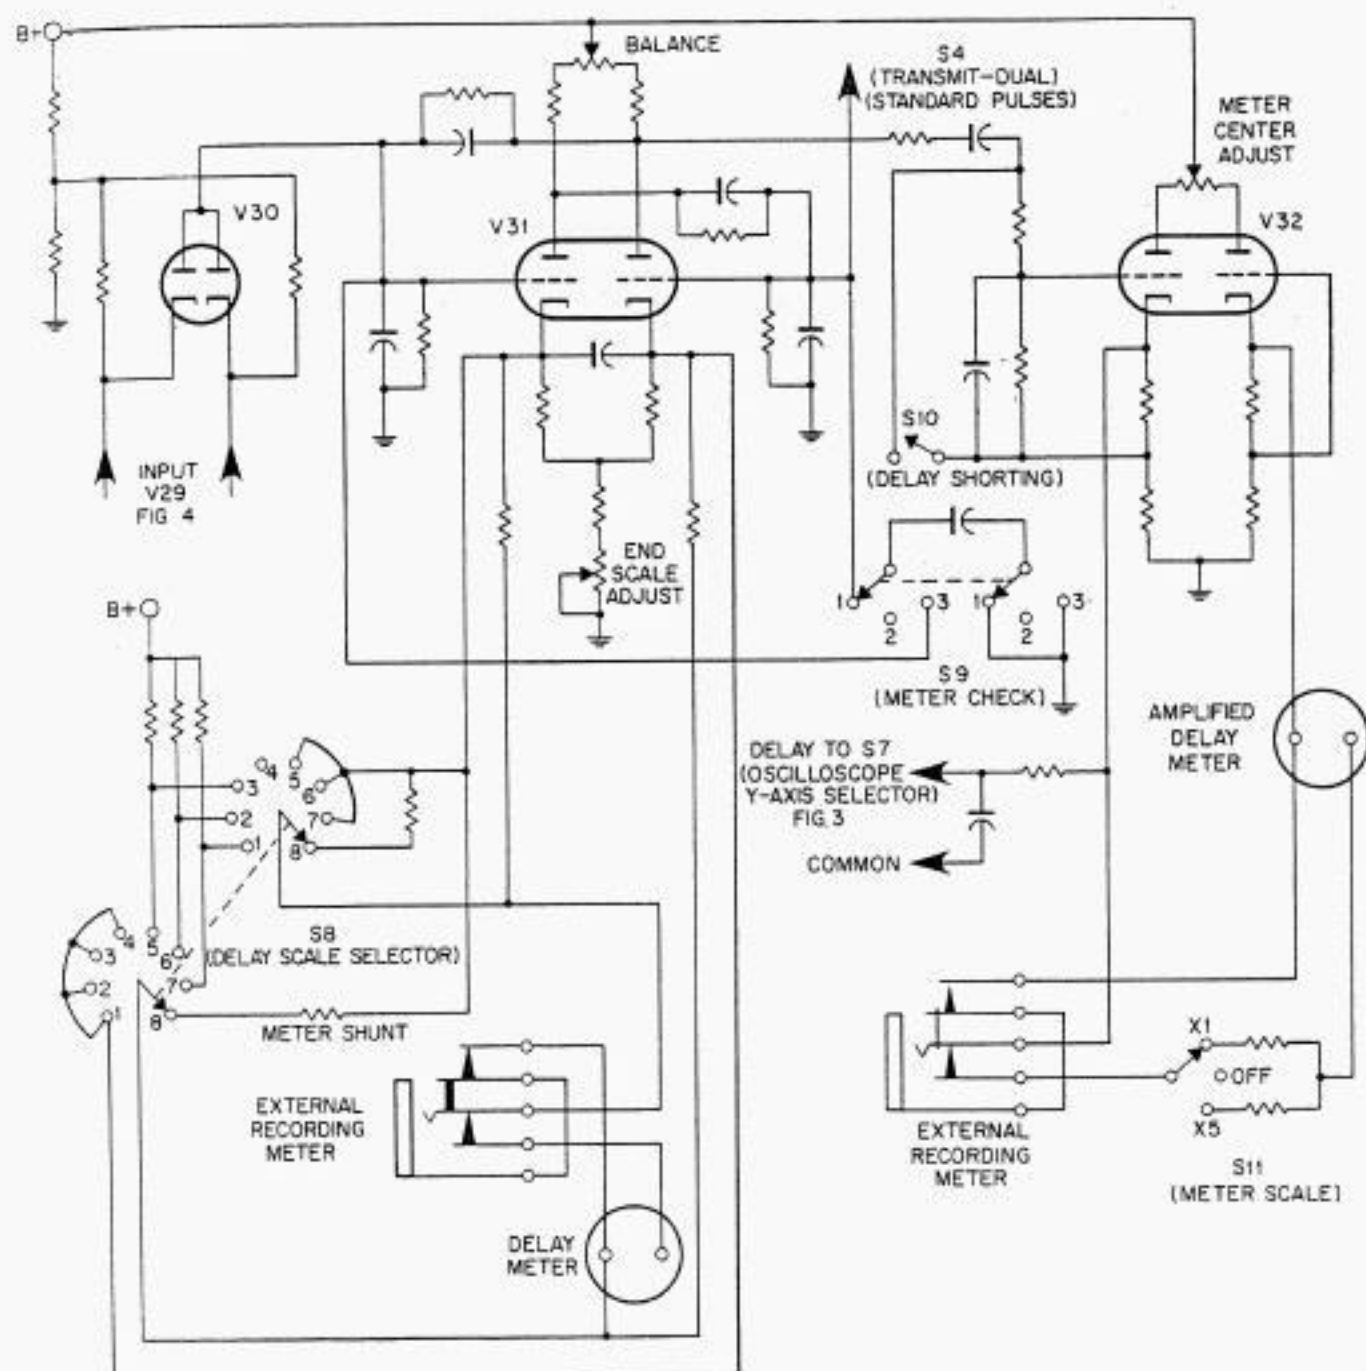 B+
BALANCE
S4
(TRANSMIT-DUAL)
(STANDARD PULSES)
METER
CENTER
ADJUST
V30
V31
V32
INPUT
V29
FIG 4
S10
(DELAY SHORTING)
END
SCALE
ADJUST
1
2
3
1
2
3
S9
(METER CHECK)
B+
4
5
3
6
2
7
1
8
AMPLIFIED
DELAY
METER
DELAY TO S7
(OSCILLOSCOPE
Y-AXIS SELECTOR)
FIG.3
COMMON
S8
(DELAY SCALE SELECTOR)
4
5
3
6
2
7
1
8
METER SHUNT
EXTERNAL
RECORDING
METER
DELAY
METER
X1
OFF
X5
EXTERNAL
RECORDING
METER
S11
(METER SCALE)